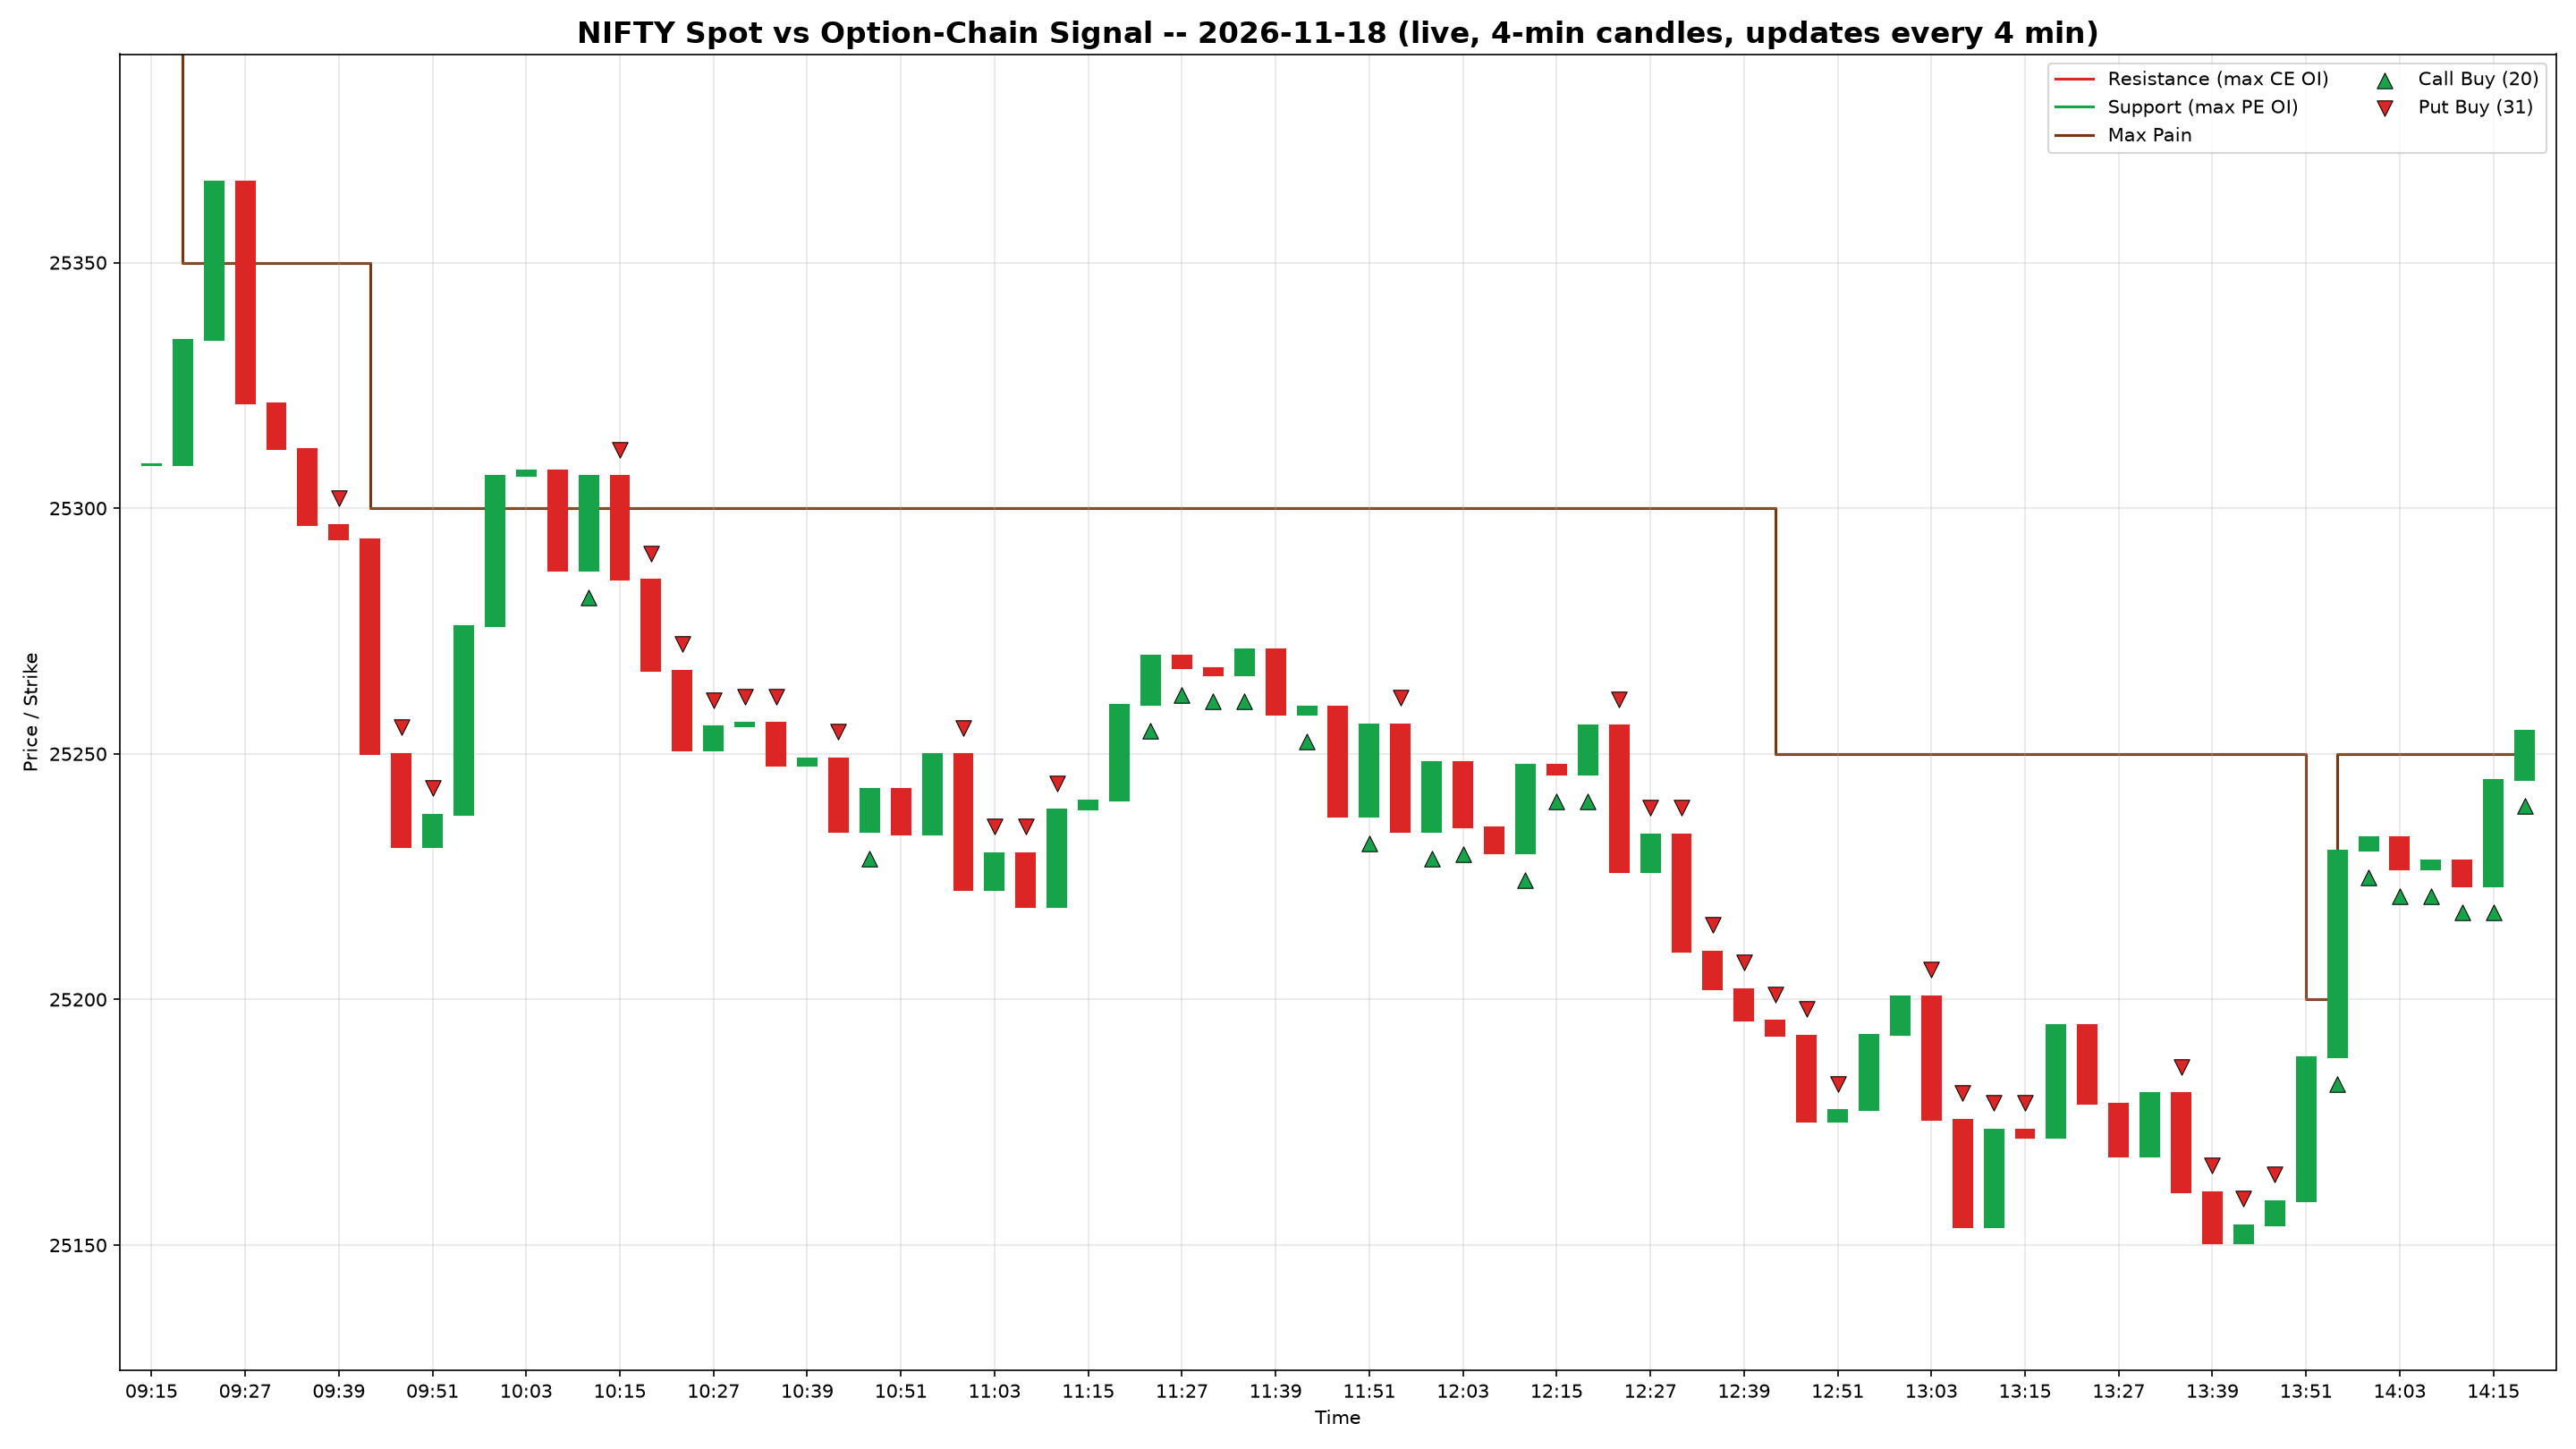 NIFTY Spot vs Option-Chain Signal -- 2026-11-18 (live, 4-min candles, updates every 4 min)
Resistance (max CE OI)
Support (max PE OI)
Max Pain
Call Buy (20)
Put Buy (31)
Price / Strike
25350
25300
25250
25200
25150
09:15 09:27 09:39 09:51 10:03 10:15 10:27 10:39 10:51 11:03 11:15 11:27 11:39 11:51 12:03 12:15 12:27 12:39 12:51 13:03 13:15 13:27 13:39 13:51 14:03 14:15
Time